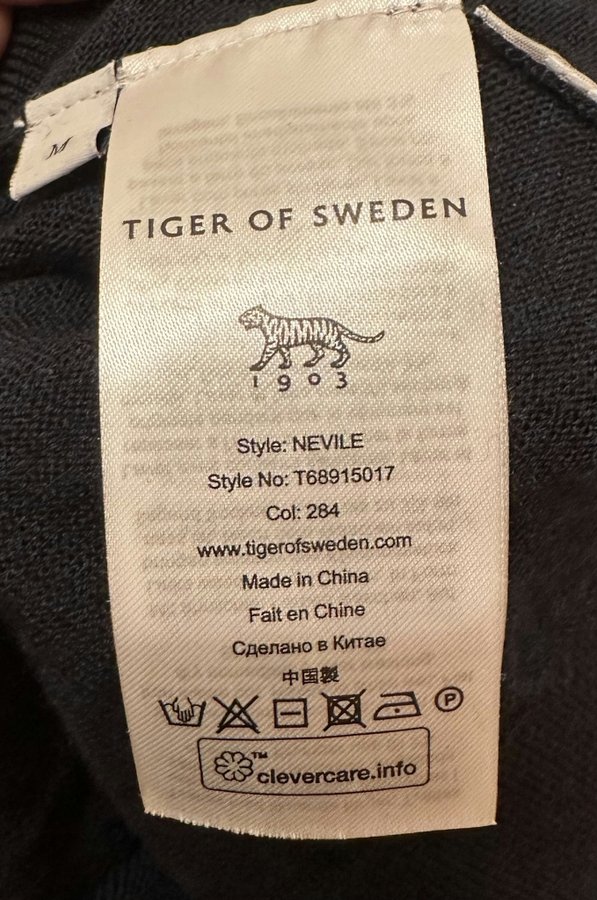 M
TIGER OF SWEDEN
1903
Style: NEVILE
Style No: T68915017
Col: 284
www.tigerofsweden.com
Made in China
Fait en Chine
Сделано в Китае
中国製
P
™
clevercare.info